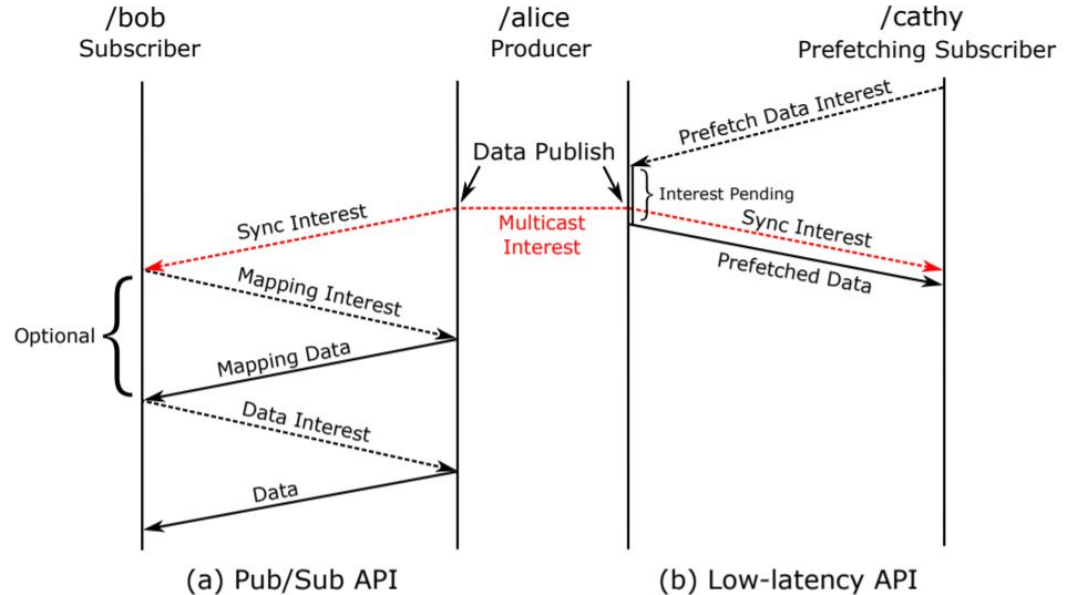 /bob
Subscriber
/alice
Producer
/cathy
Prefetching Subscriber
Prefetch Data Interest
Data Publish
Interest Pending
Sync Interest
Multicast
Interest
Sync Interest
Prefetched Data
Mapping Interest
Optional
Mapping Data
Data Interest
Data
(a) Pub/Sub API
(b) Low-latency API